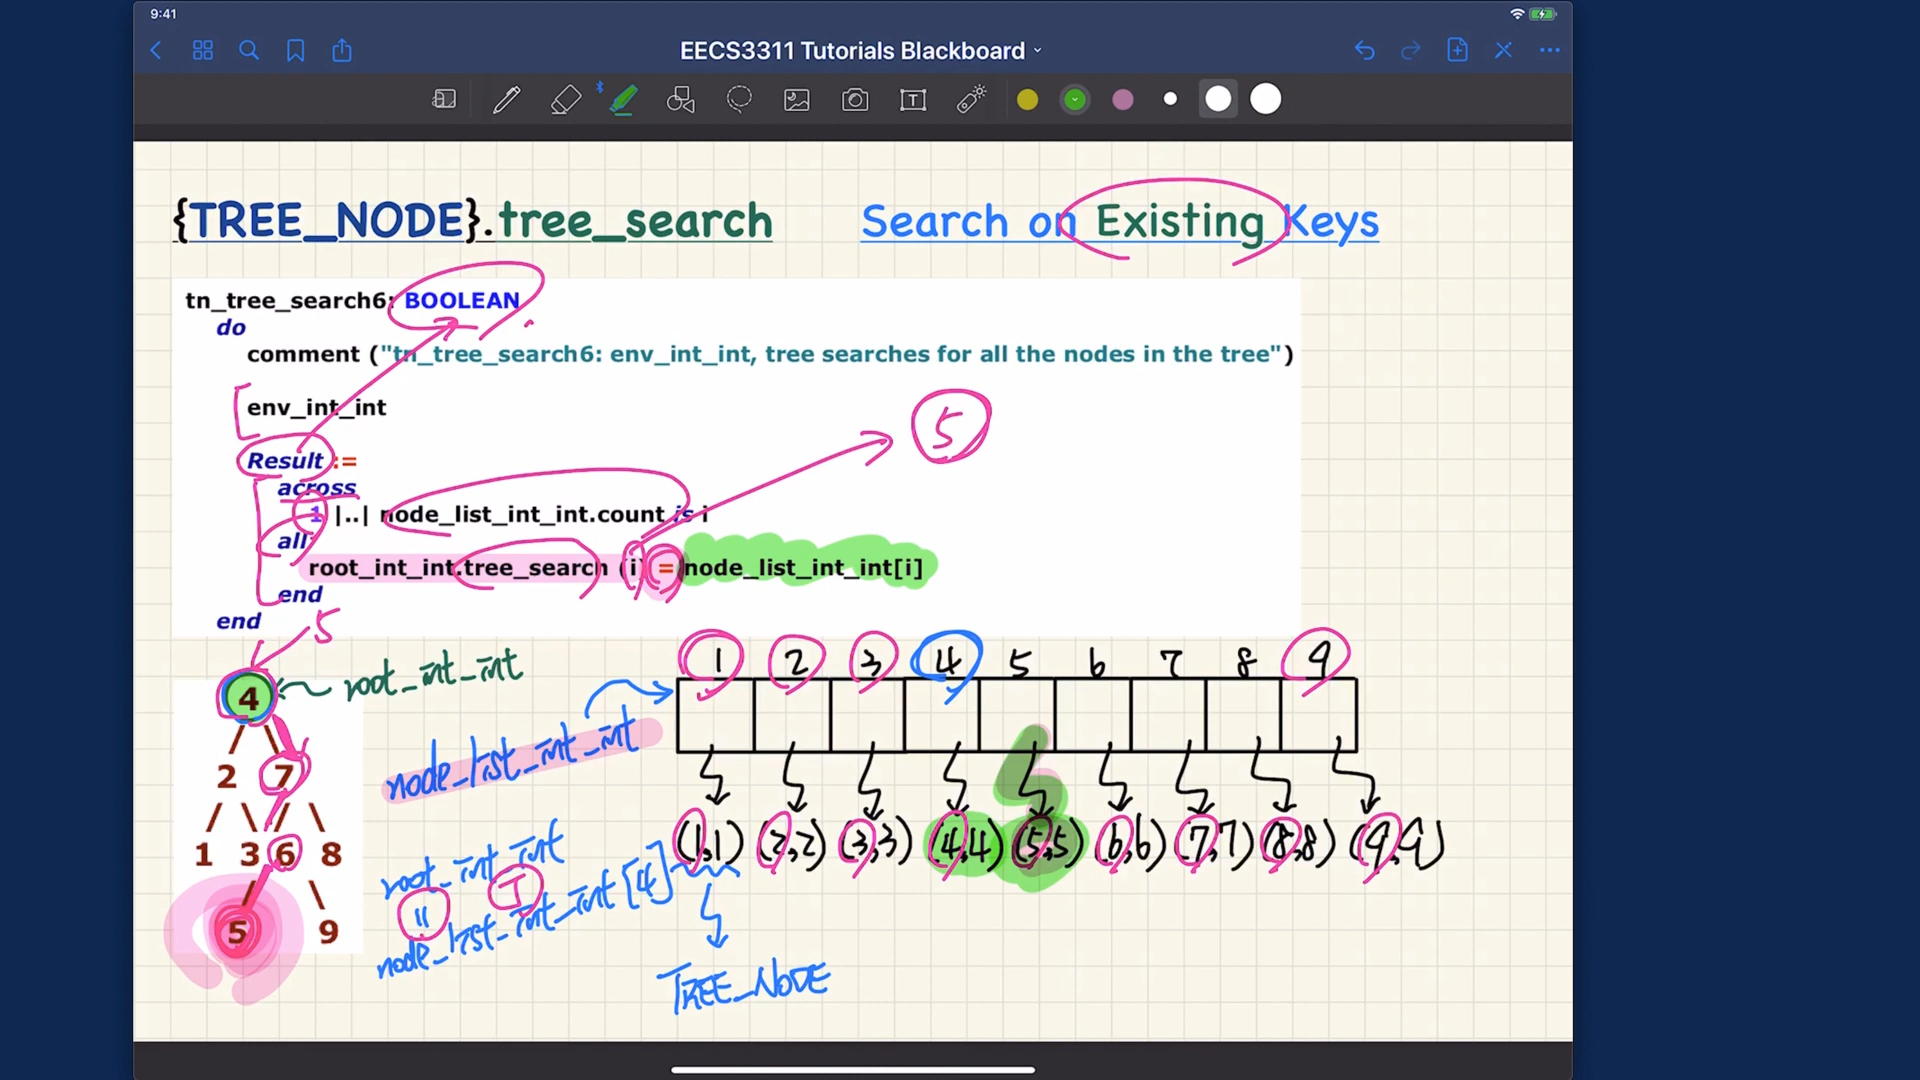 9:41
EECS3311 Tutorials Blackboard
{TREE_NODE}.tree_search Search on Existing Keys
tn_tree_search6: BOOLEAN
do
comment ("tn_tree_search6: env_int_int, tree searches for all the nodes in the tree")
env_int_int
5
Result :=
across
1 |..| node_list_int_int.count is i
all
root_int_int.tree_search (i) = node_list_int_int[i]
end
end
5
4
root_int_int
1 2 3 4 5 6 7 8 9
node_list_int_int
2 7
1 3 6 8
5 9
(1,1) (2,2) (3,3) (4,4) (5,5) (6,6) (7,7) (8,8) (9,9)
root_int_int
= T
node_list_int_int[4]
TREE_NODE